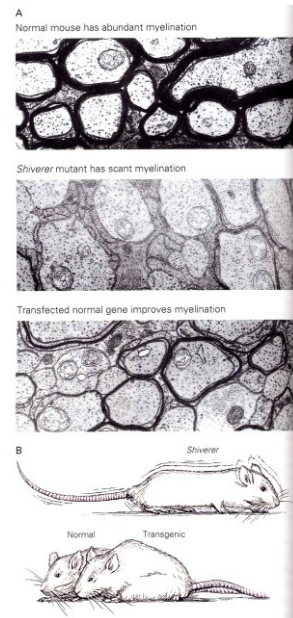 A
Normal mouse has abundant myelination
Shiverer mutant has scant myelination
Transfected normal gene improves myelination
B
Shiverer
Normal Transgenic